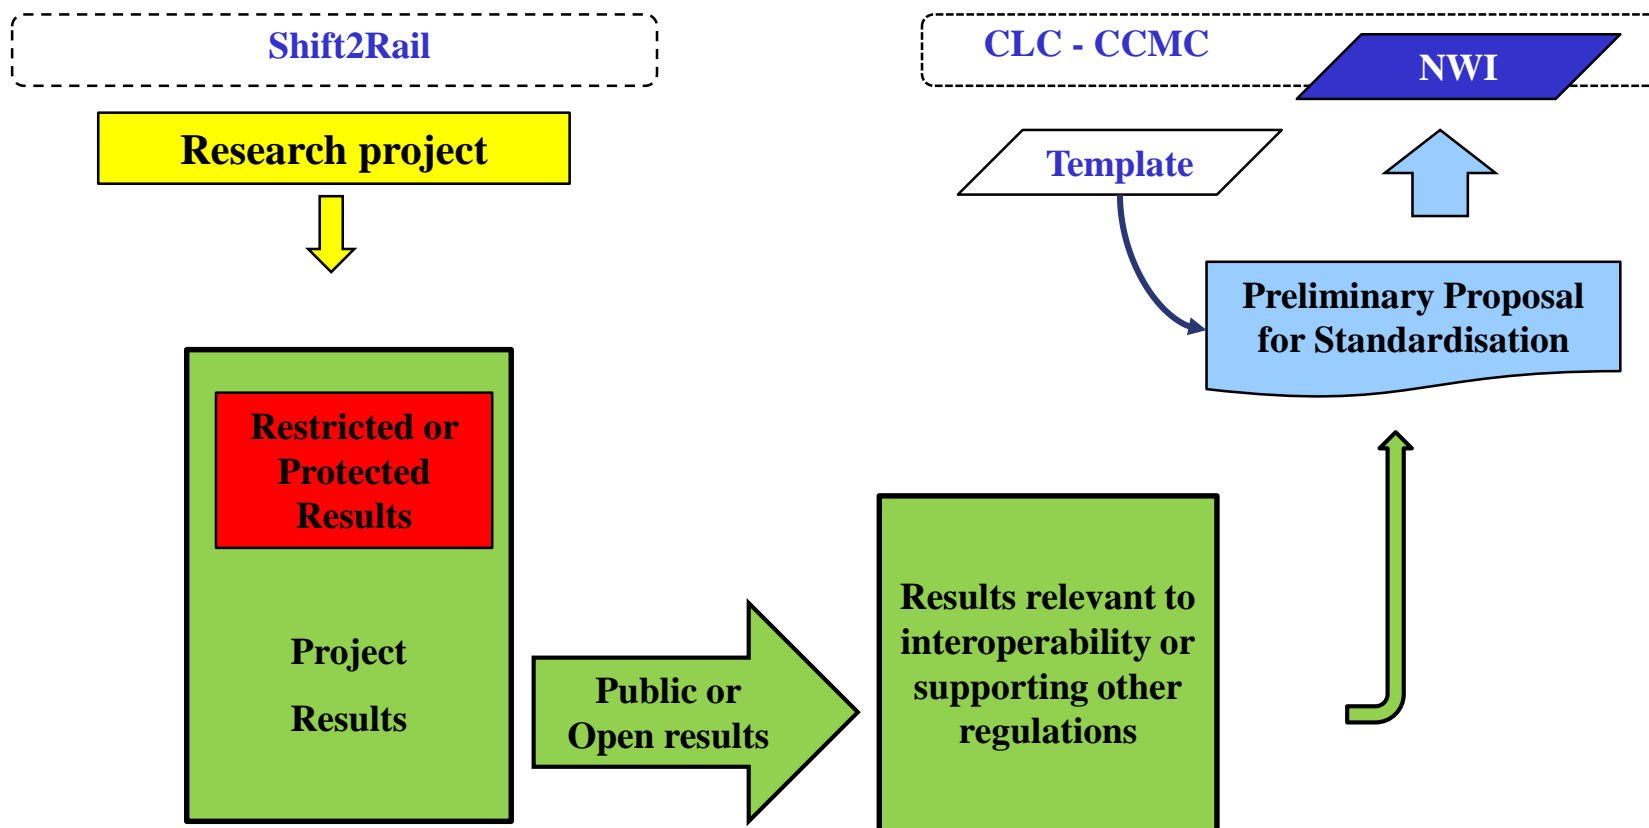 Shift2Rail
CLC - CCMC
NWI
Research project
Template
Preliminary Proposal
for Standardisation
Restricted or
Protected
Results
Project
Results
Public or
Open results
Results relevant to
interoperability or
supporting other
regulations